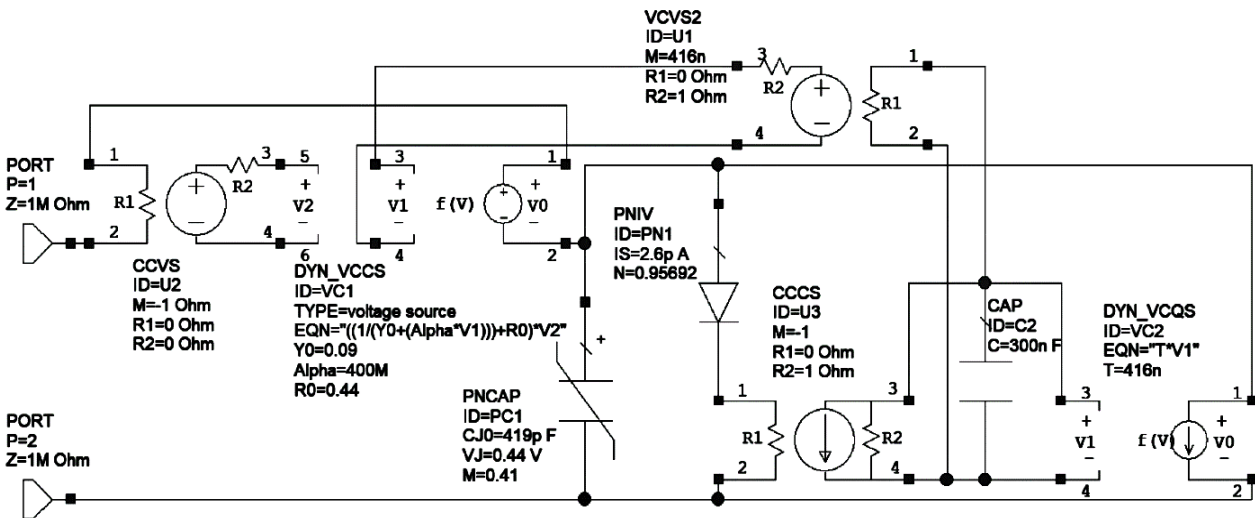 VCVS2
ID=U1
M=416n
R1=0 Ohm
R2=1 Ohm
3
R2
+
−
4
1
R1
2
PORT
P=1
Z=1M Ohm
1
R1
2
+
−
R2
3
4
CCVS
ID=U2
M=-1 Ohm
R1=0 Ohm
R2=0 Ohm
5
+
V2
−
6
3
+
V1
−
4
f(V)
+
−
1
+
V0
−
2
DYN_VCCS
ID=VC1
TYPE=voltage source
EQN="((1/(Y0+(Alpha*V1)))+R0)*V2"
Y0=0.09
Alpha=400M
R0=0.44
PNIV
ID=PN1
IS=2.6p A
N=0.95692
+
PNCAP
ID=PC1
CJ0=419p F
VJ=0.44 V
M=0.41
CCCS
ID=U3
M=-1
R1=0 Ohm
R2=1 Ohm
1
R1
2
R2
3
4
CAP
ID=C2
C=300n F
DYN_VCQS
ID=VC2
EQN="T*V1"
T=416n
3
+
V1
−
4
f(V)
1
+
V0
−
2
PORT
P=2
Z=1M Ohm